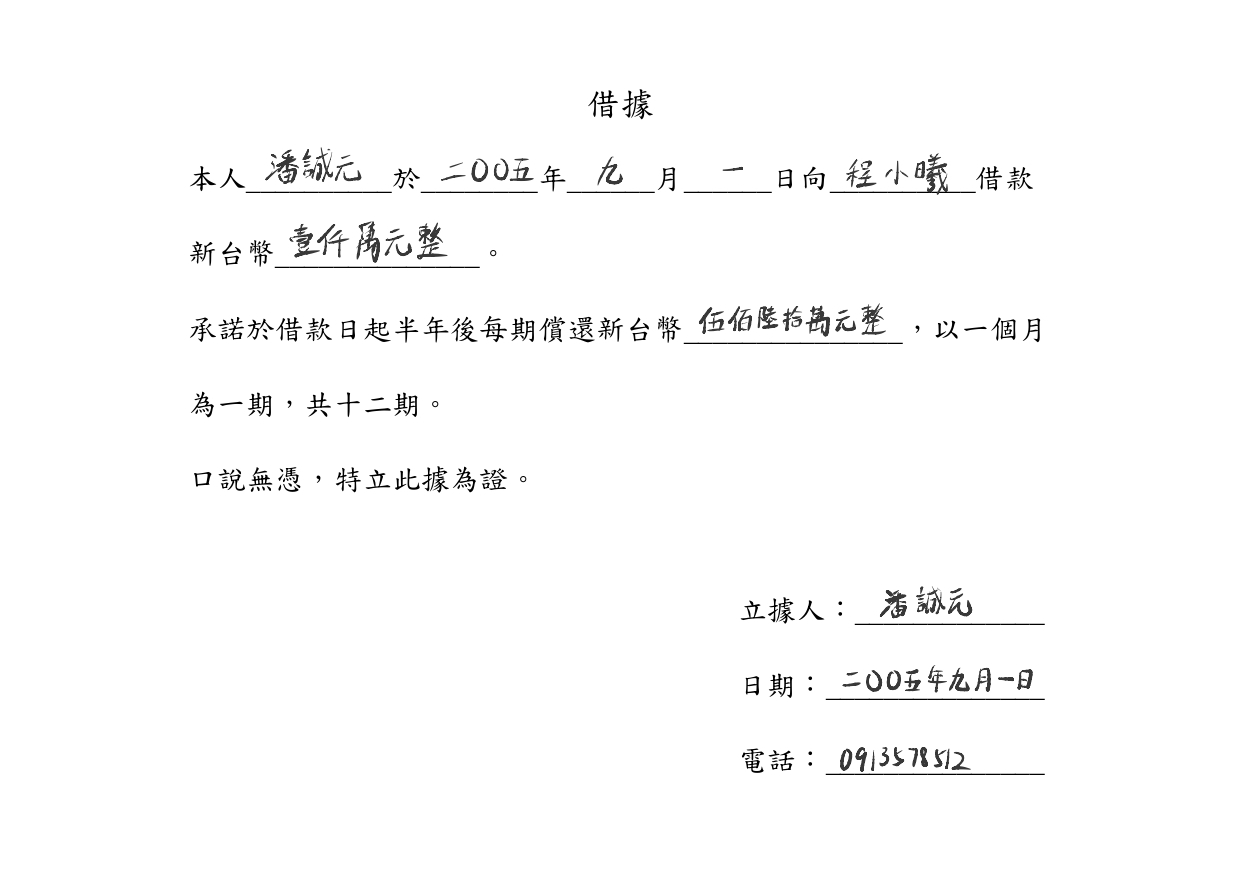 借據
本人潘誠元於二〇〇五年九月一日向程小曦借款
新台幣壹仟萬元整。
承諾於借款日起半年後每期償還新台幣伍佰陸拾萬元整，以一個月
為一期，共十二期。
口說無憑，特立此據為證。
立據人：潘誠元
日期：二〇〇五年九月一日
電話：0913578512